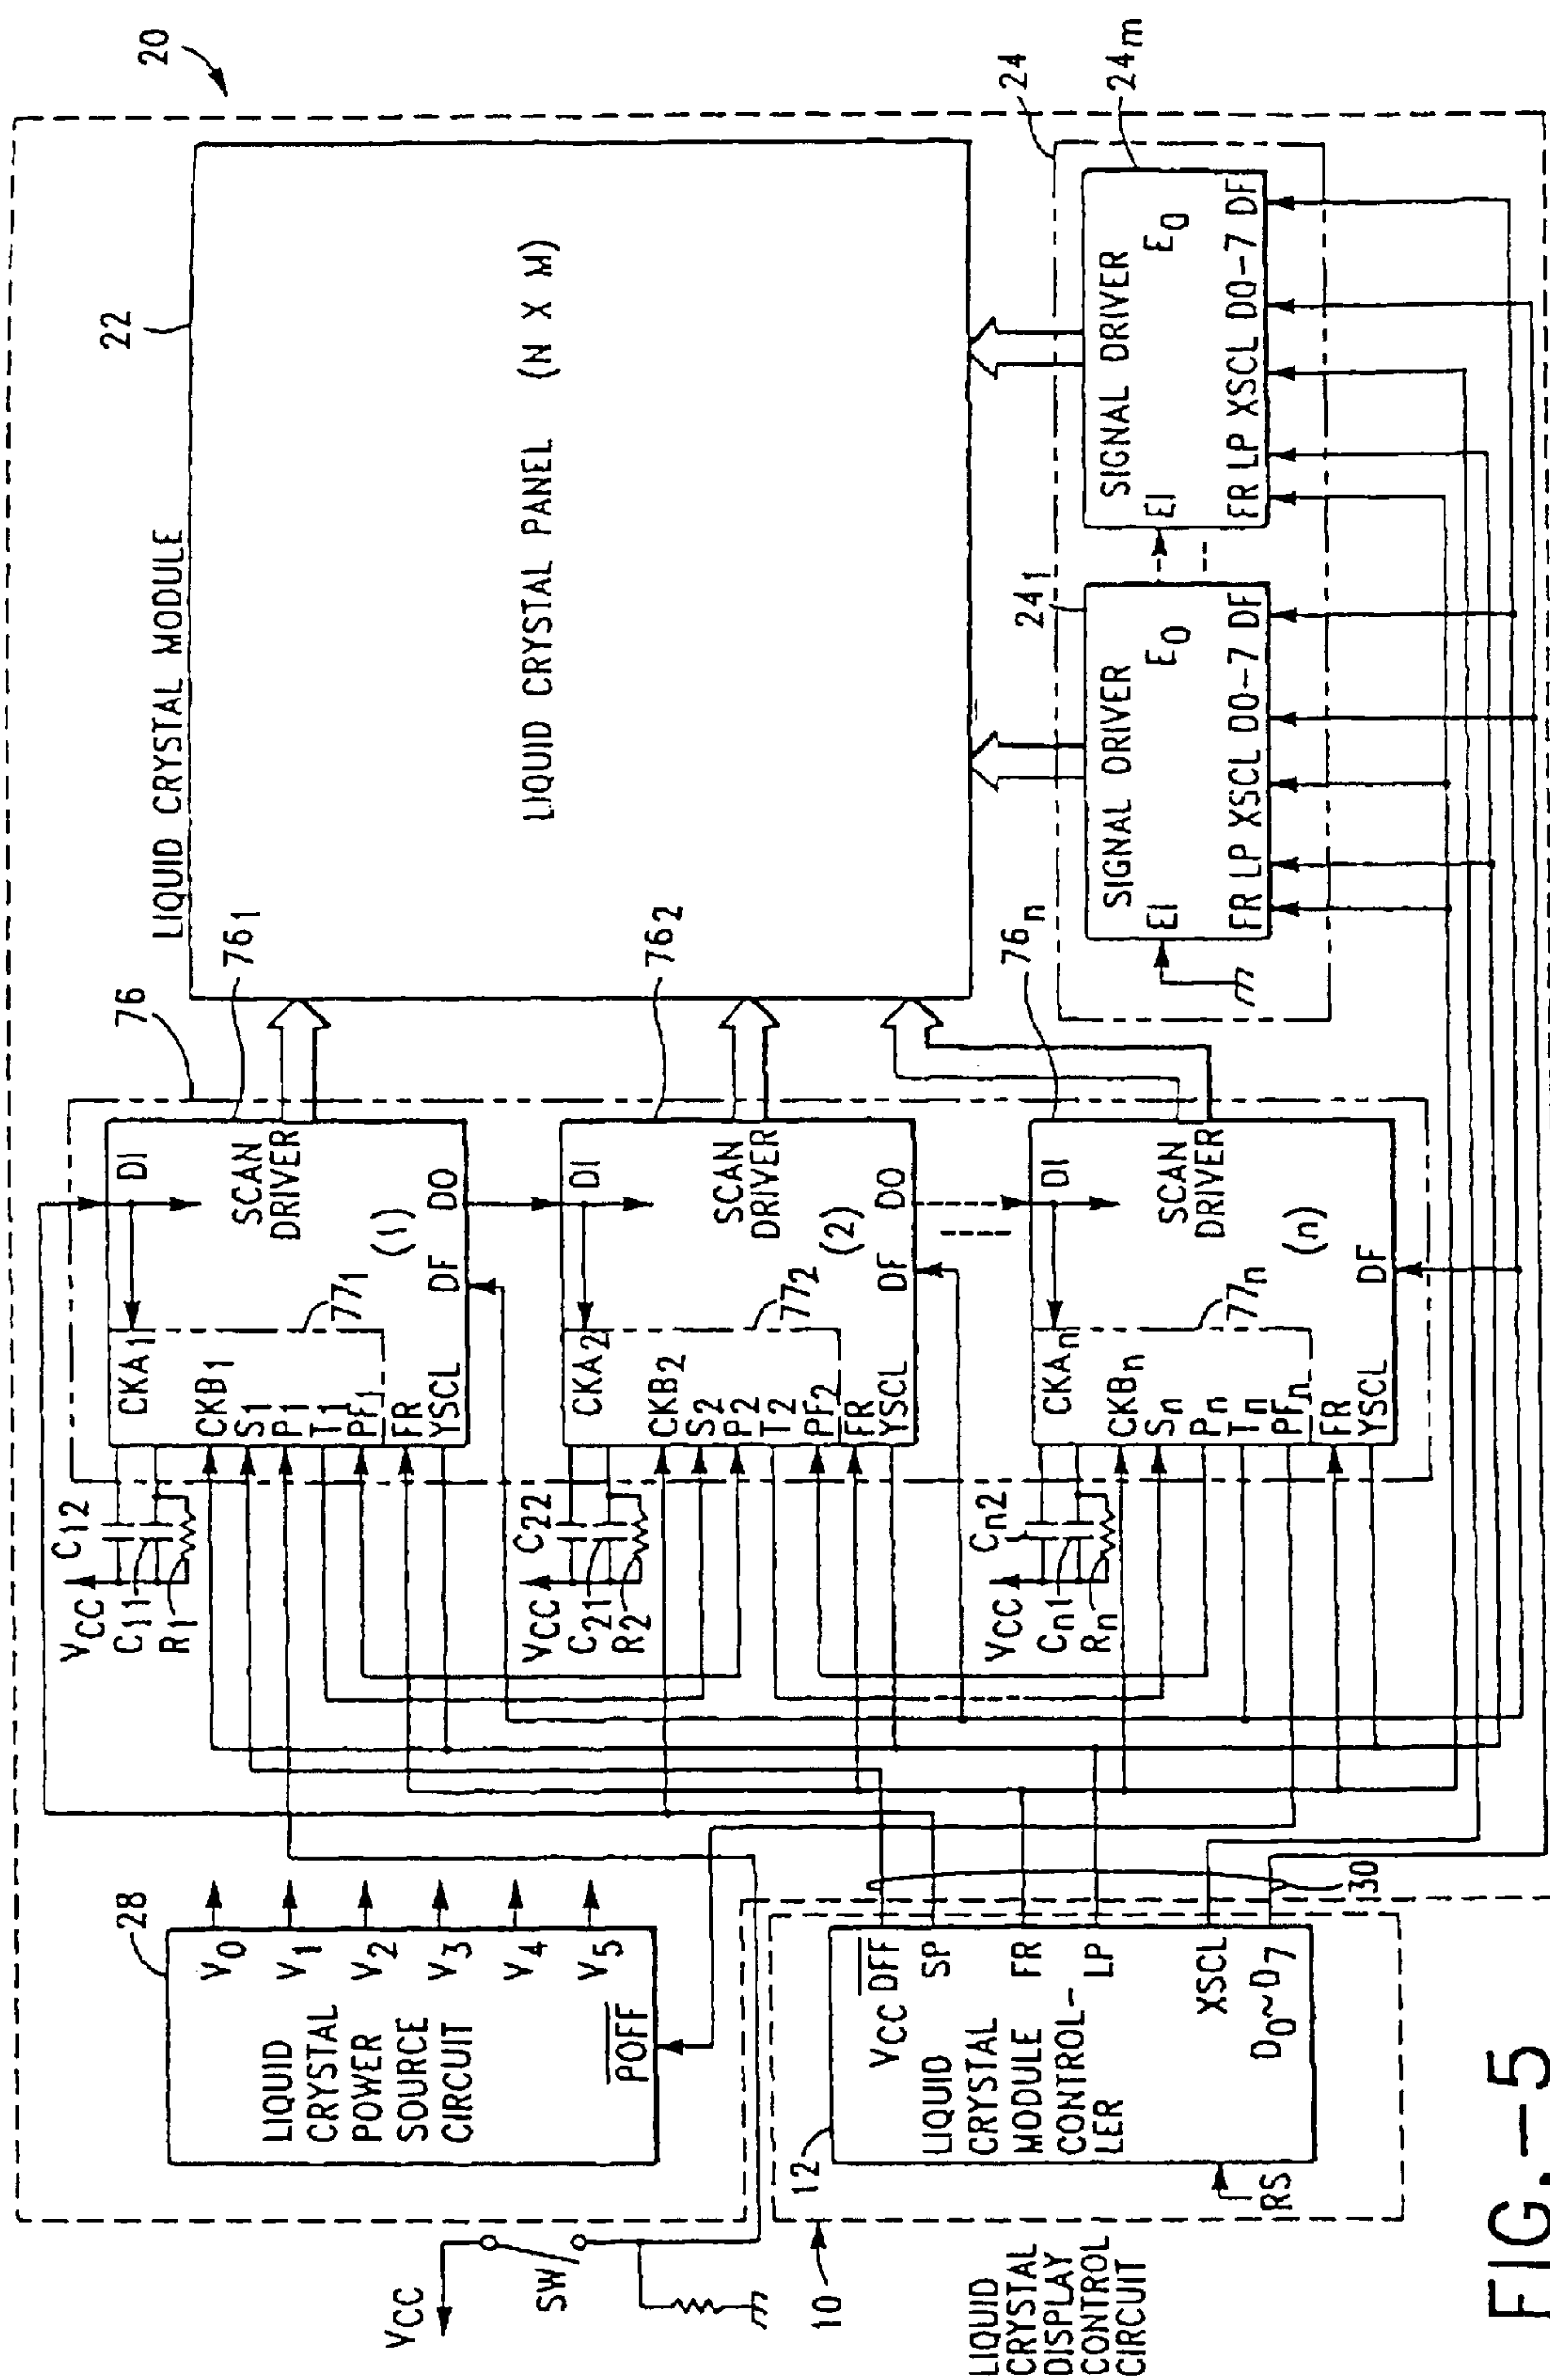 LIQUID CRYSTAL MODULE
20
22
LIQUID CRYSTAL PANEL (N X M)
28
LIQUID
CRYSTAL
POWER
SOURCE
CIRCUIT
V0
V1
V2
V3
V4
V5
POFF
VCC
SW
10
LIQUID
CRYSTAL
DISPLAY
CONTROL
CIRCUIT
12
LIQUID
CRYSTAL
MODULE
CONTROL-
LER
VCC DFF
SP
FR
LP
XSCL
D0~D7
RS
30
76
761
VCC
C12
C11
R1
CKA1
CKB1
S1
P1
T1
PF1
FR
YSCL
DI
SCAN
DRIVER
(1)
771
DF
DO
762
VCC
C22
C21
R2
CKA2
CKB2
S2
P2
T2
PF2
FR
YSCL
DI
SCAN
DRIVER
(2)
772
DF
DO
76n
VCC
Cn2
Cn1
Rn
CKAn
CKBn
Sn
Pn
Tn
PFn
FR
YSCL
DI
SCAN
DRIVER
(n)
77n
DF
24
241
SIGNAL DRIVER
EI
E0
FR LP XSCL DO-7 DF
24m
SIGNAL DRIVER
EI
E0
FR LP XSCL DO-7 DF
FIG.-5